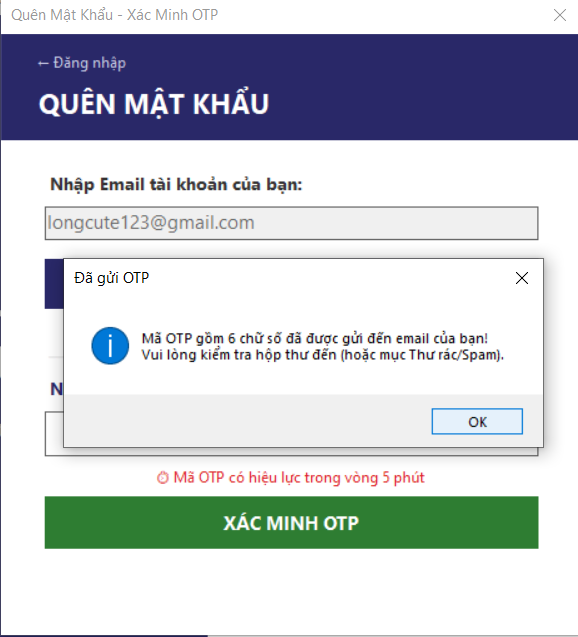 Quên Mật Khẩu - Xác Minh OTP
← Đăng nhập
QUÊN MẬT KHẨU
Nhập Email tài khoản của bạn:
longcute123@gmail.com
Đã gửi OTP
Mã OTP gồm 6 chữ số đã được gửi đến email của bạn!
Vui lòng kiểm tra hộp thư đến (hoặc mục Thư rác/Spam).
OK
⏱ Mã OTP có hiệu lực trong vòng 5 phút
XÁC MINH OTP